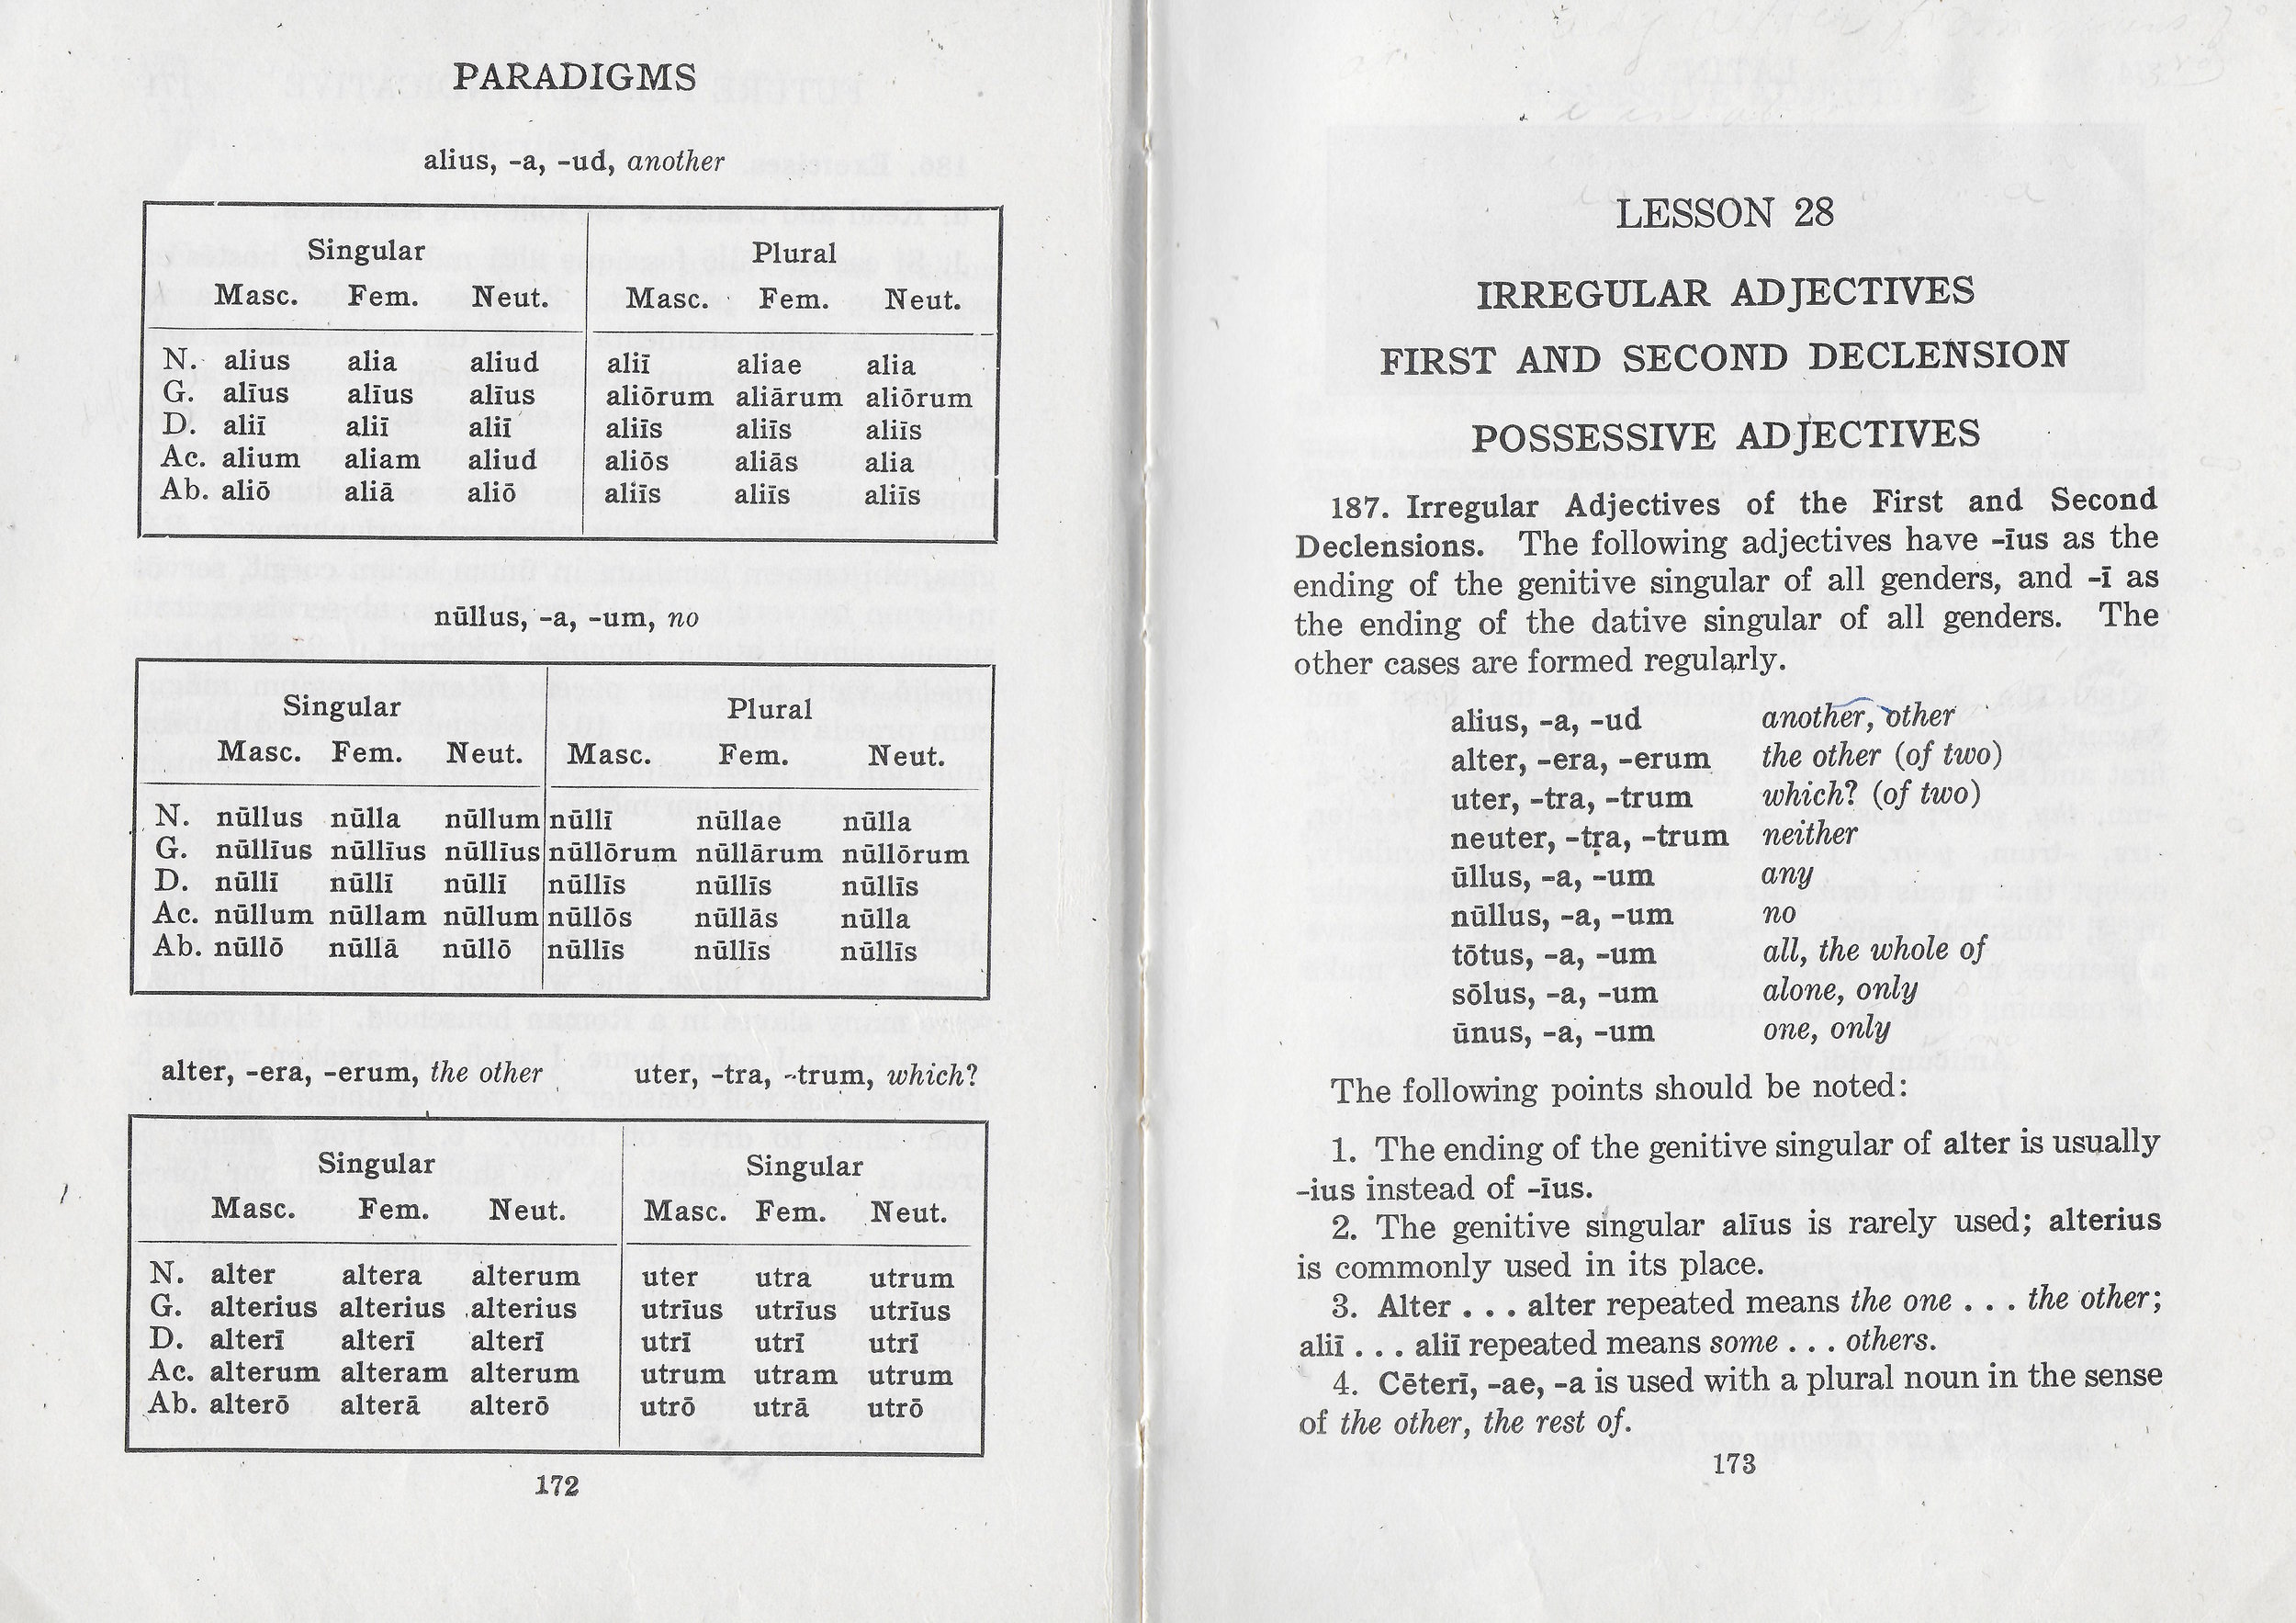 PARADIGMS
alius, -a, -ud, another
Singular Plural
Masc. Fem. Neut. Masc. Fem. Neut.
N. alius alia aliud aliī aliae alia
G. alīus alīus alīus aliōrum aliārum aliōrum
D. aliī aliī aliī aliīs aliīs aliīs
Ac. alium aliam aliud aliōs aliās alia
Ab. aliō aliā aliō aliīs aliīs aliīs
nūllus, -a, -um, no
Singular Plural
Masc. Fem. Neut. Masc. Fem. Neut.
N. nūllus nūlla nūllum nūllī nūllae nūlla
G. nūllīus nūllīus nūllīus nūllōrum nūllārum nūllōrum
D. nūllī nūllī nūllī nūllīs nūllīs nūllīs
Ac. nūllum nūllam nūllum nūllōs nūllās nūlla
Ab. nūllō nūllā nūllō nūllīs nūllīs nūllīs
alter, -era, -erum, the other uter, -tra, -trum, which?
Singular Singular
Masc. Fem. Neut. Masc. Fem. Neut.
N. alter altera alterum uter utra utrum
G. alterius alterius alterius utrīus utrīus utrīus
D. alterī alterī alterī utrī utrī utrī
Ac. alterum alteram alterum utrum utram utrum
Ab. alterō alterā alterō utrō utrā utrō
172
LESSON 28
IRREGULAR ADJECTIVES
FIRST AND SECOND DECLENSION
POSSESSIVE ADJECTIVES
187. Irregular Adjectives of the First and Second
Declensions. The following adjectives have -īus as the
ending of the genitive singular of all genders, and -ī as
the ending of the dative singular of all genders. The
other cases are formed regularly.
alius, -a, -ud another, other
alter, -era, -erum the other (of two)
uter, -tra, -trum which? (of two)
neuter, -tra, -trum neither
ūllus, -a, -um any
nūllus, -a, -um no
tōtus, -a, -um all, the whole of
sōlus, -a, -um alone, only
ūnus, -a, -um one, only
The following points should be noted:
1. The ending of the genitive singular of alter is usually
-ius instead of -īus.
2. The genitive singular alīus is rarely used; alterius
is commonly used in its place.
3. Alter . . . alter repeated means the one . . . the other;
aliī . . . aliī repeated means some . . . others.
4. Cēterī, -ae, -a is used with a plural noun in the sense
of the other, the rest of.
173